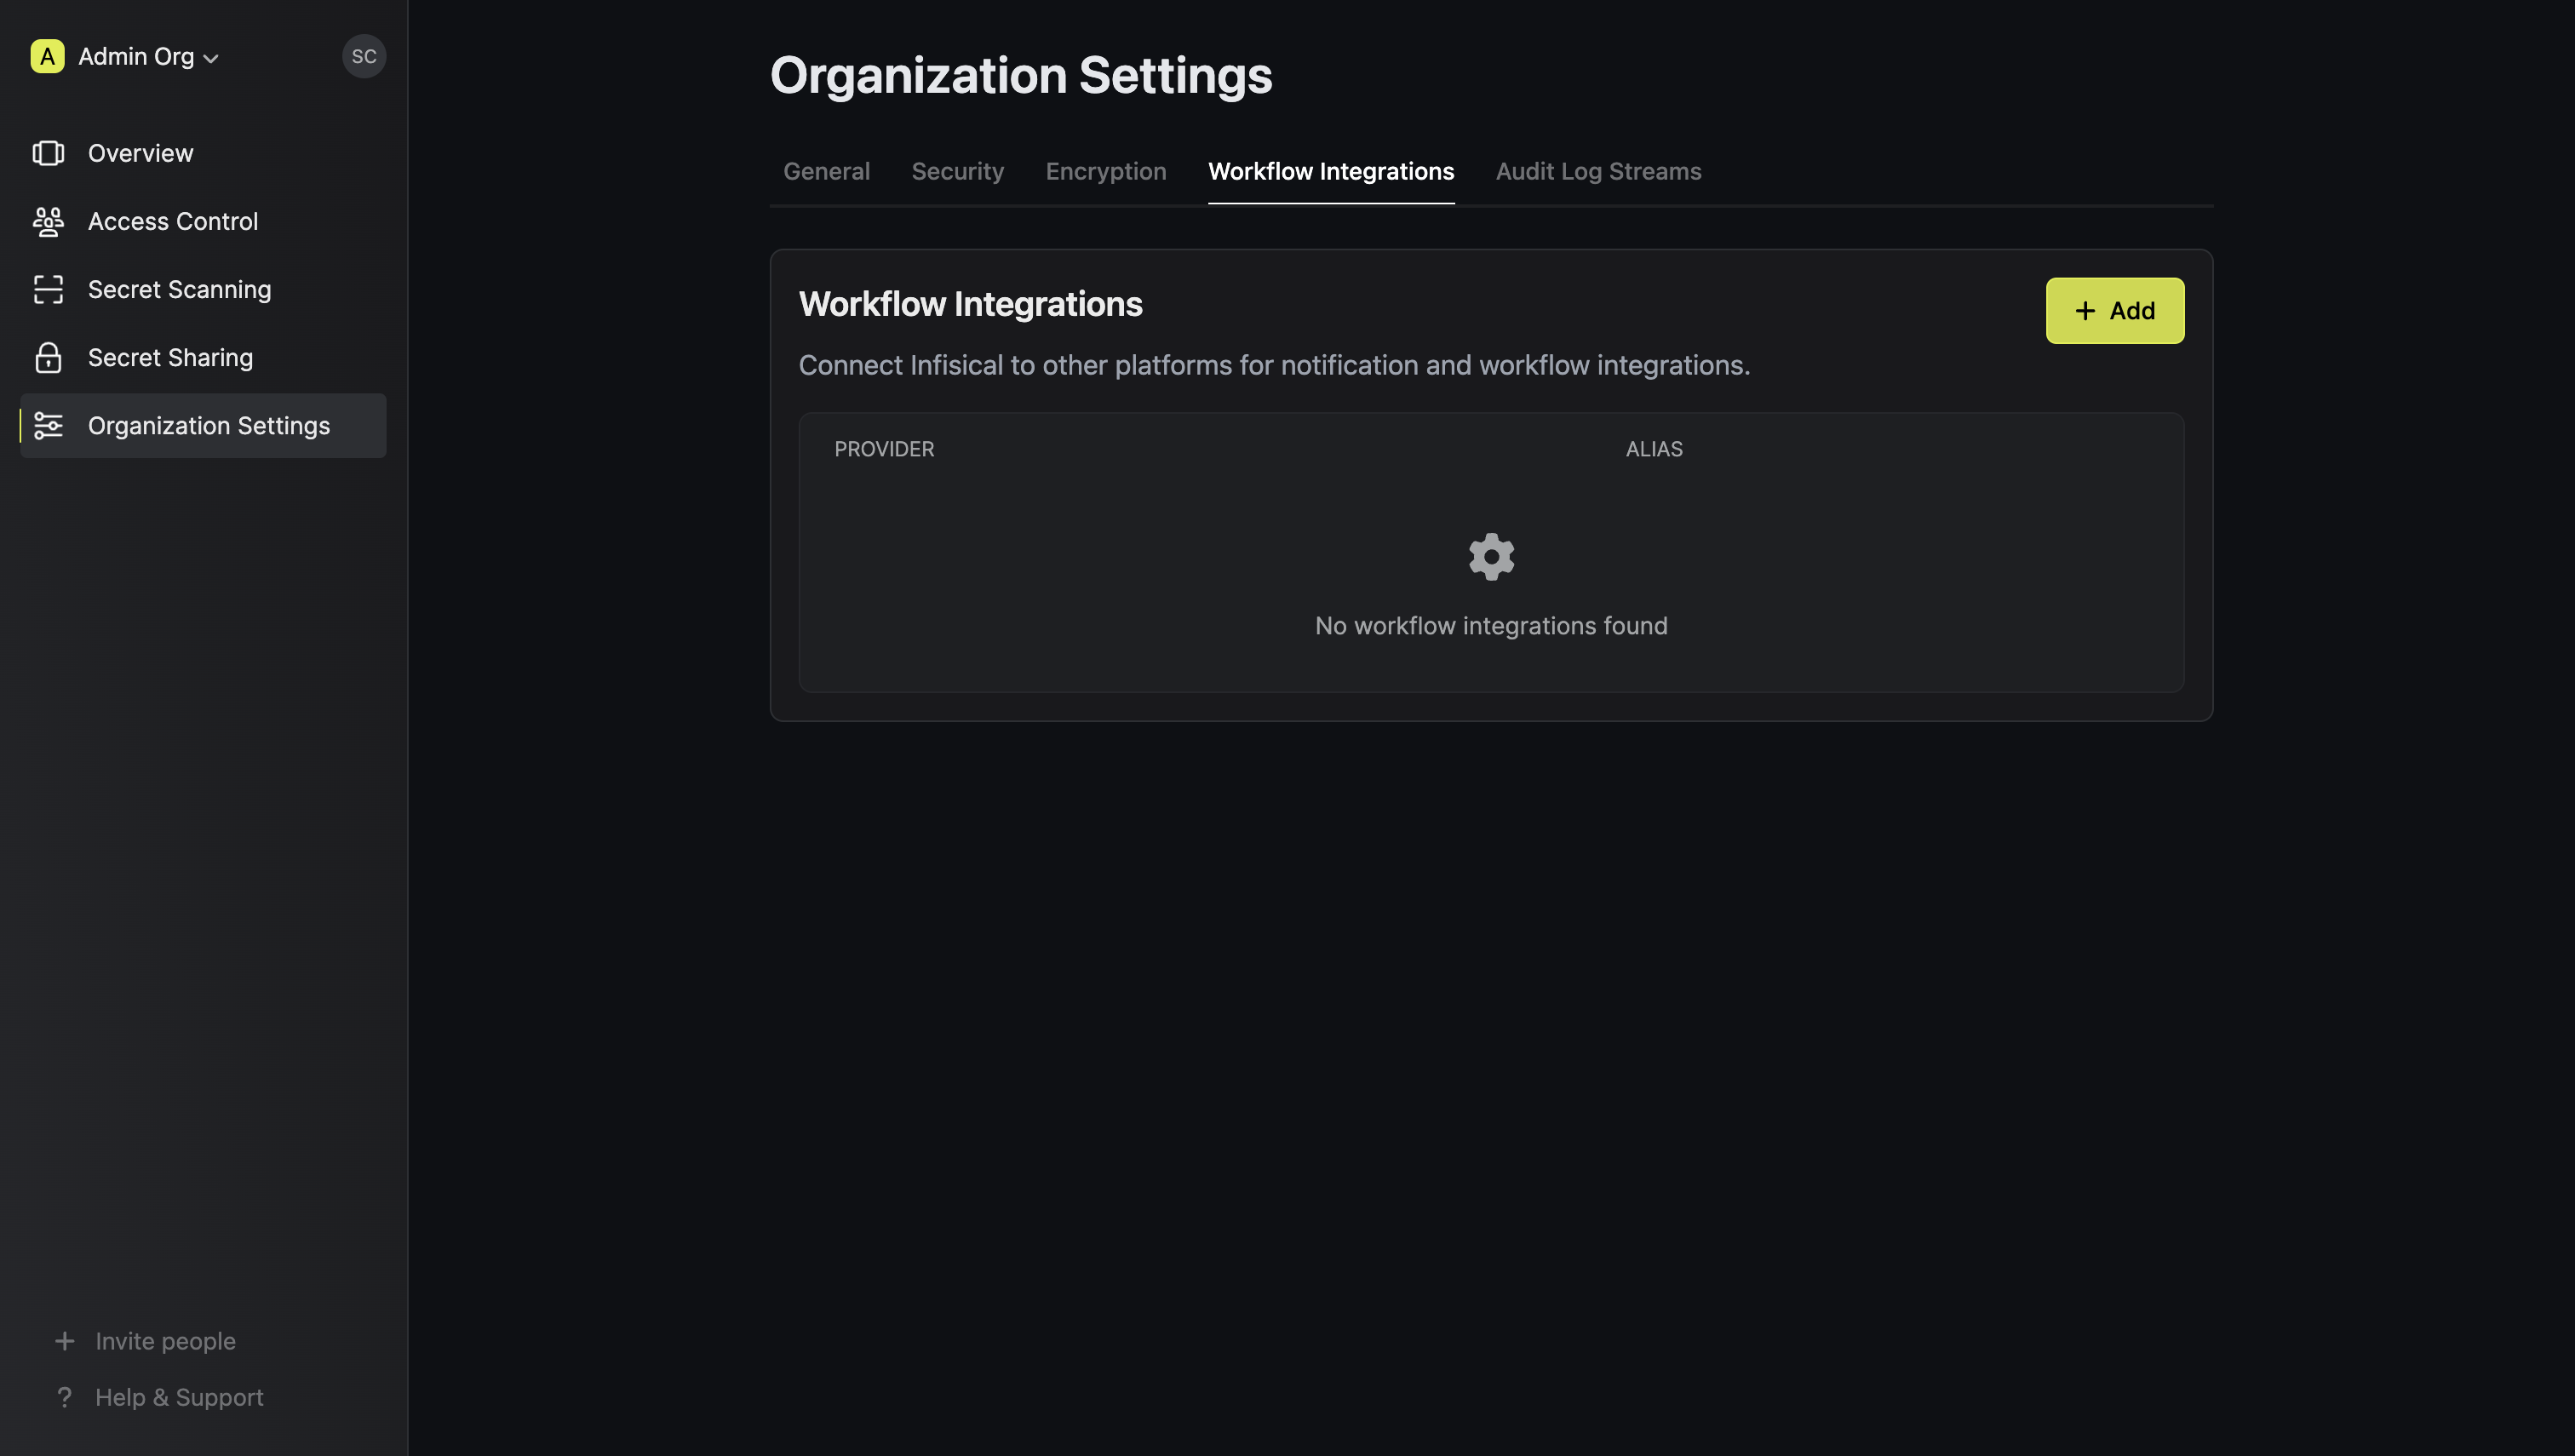 A Admin Org SC
Overview
Access Control
Secret Scanning
Secret Sharing
Organization Settings
+ Invite people
? Help & Support
Organization Settings
General Security Encryption Workflow Integrations Audit Log Streams
Workflow Integrations
+ Add
Connect Infisical to other platforms for notification and workflow integrations.
PROVIDER ALIAS
No workflow integrations found